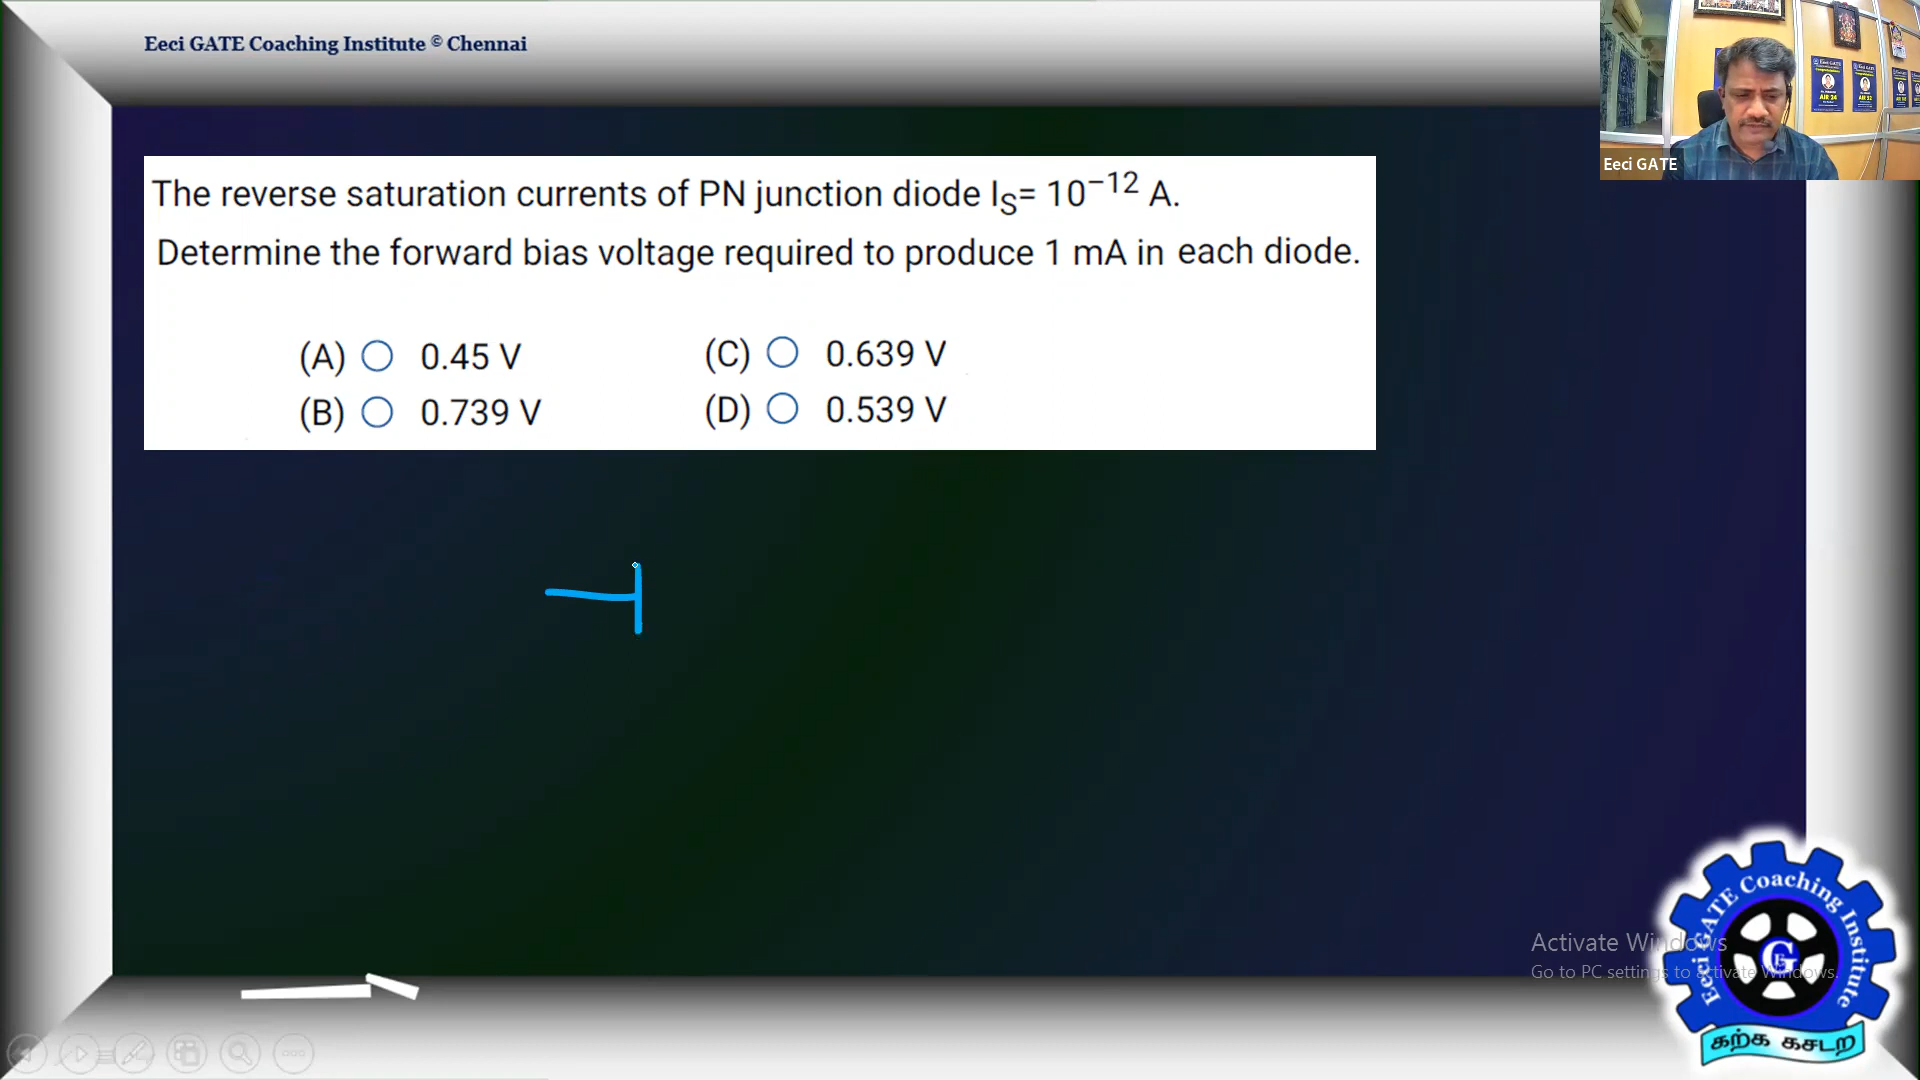 Eeci GATE Coaching Institute © Chennai
Eeci GATE
The reverse saturation currents of PN junction diode I_S= 10⁻¹² A.
Determine the forward bias voltage required to produce 1 mA in each diode.
(A) 0.45 V
(B) 0.739 V
(C) 0.639 V
(D) 0.539 V
Activate Windows
Go to PC settings to activate Windows.
Eeci GATE Coaching Institute
கற்க கசடற